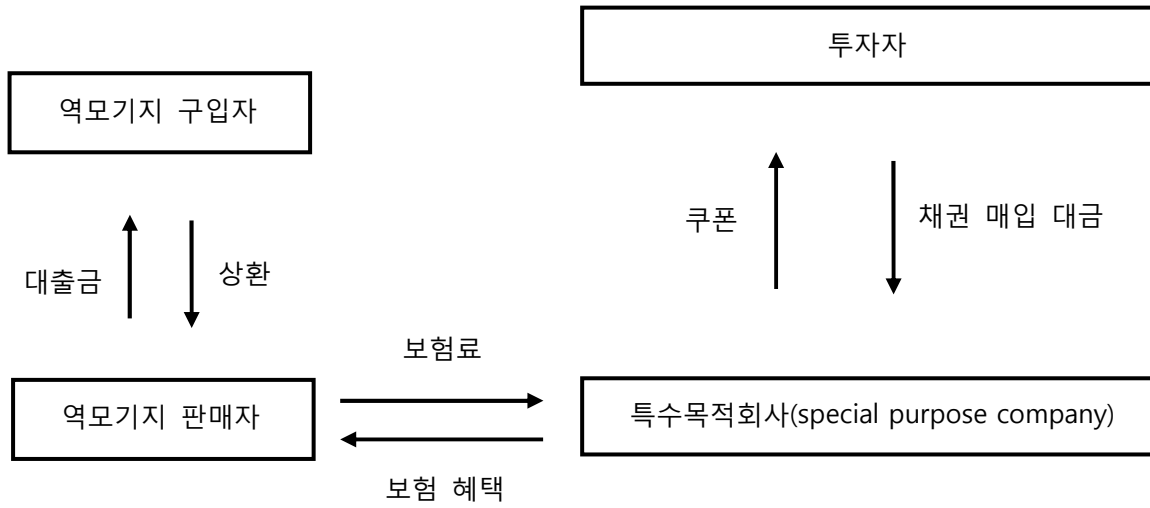 투자자
역모기지 구입자
쿠폰
채권 매입 대금
대출금
상환
보험료
역모기지 판매자
특수목적회사(special purpose company)
보험 혜택